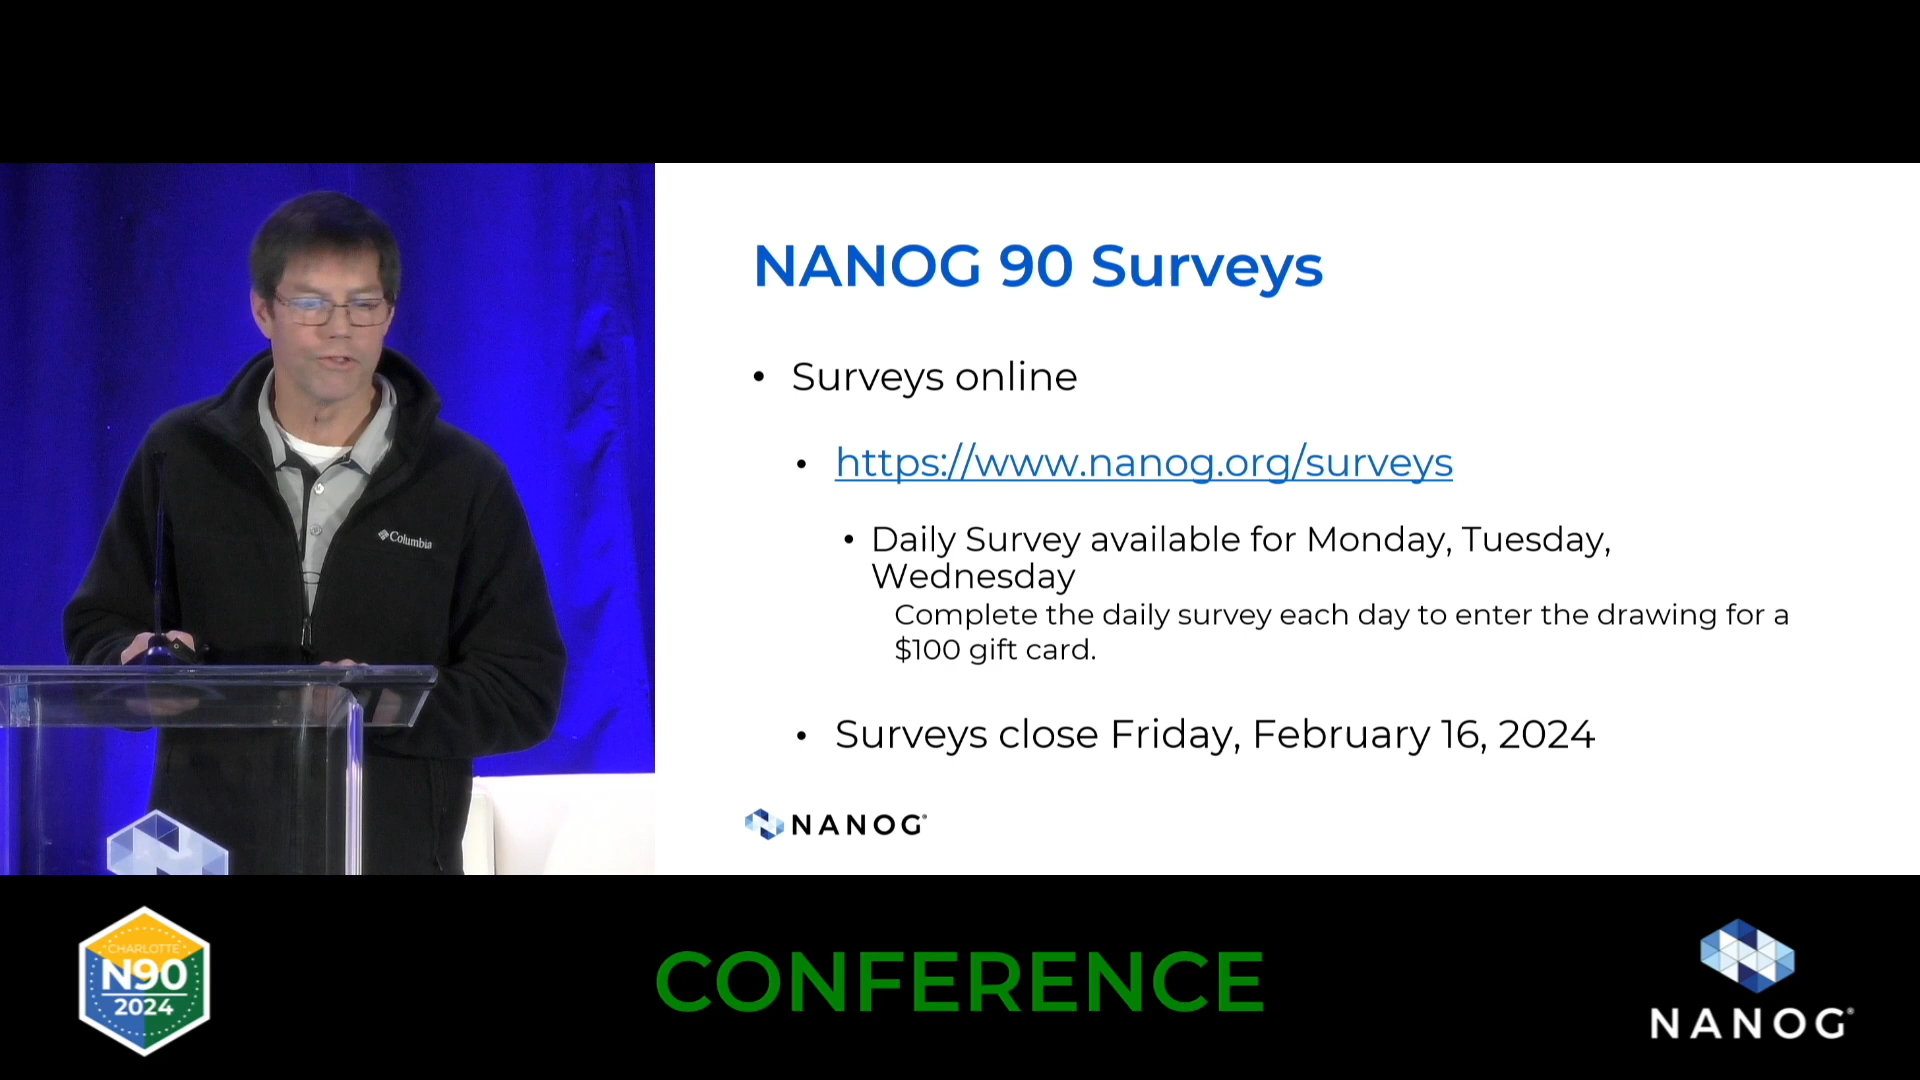 NANOG 90 Surveys
• Surveys online
• https://www.nanog.org/surveys
• Daily Survey available for Monday, Tuesday,
Wednesday
Complete the daily survey each day to enter the drawing for a
$100 gift card.
• Surveys close Friday, February 16, 2024
NANOG®
Columbia
CHARLOTTE
N90
2024
CONFERENCE
NANOG®